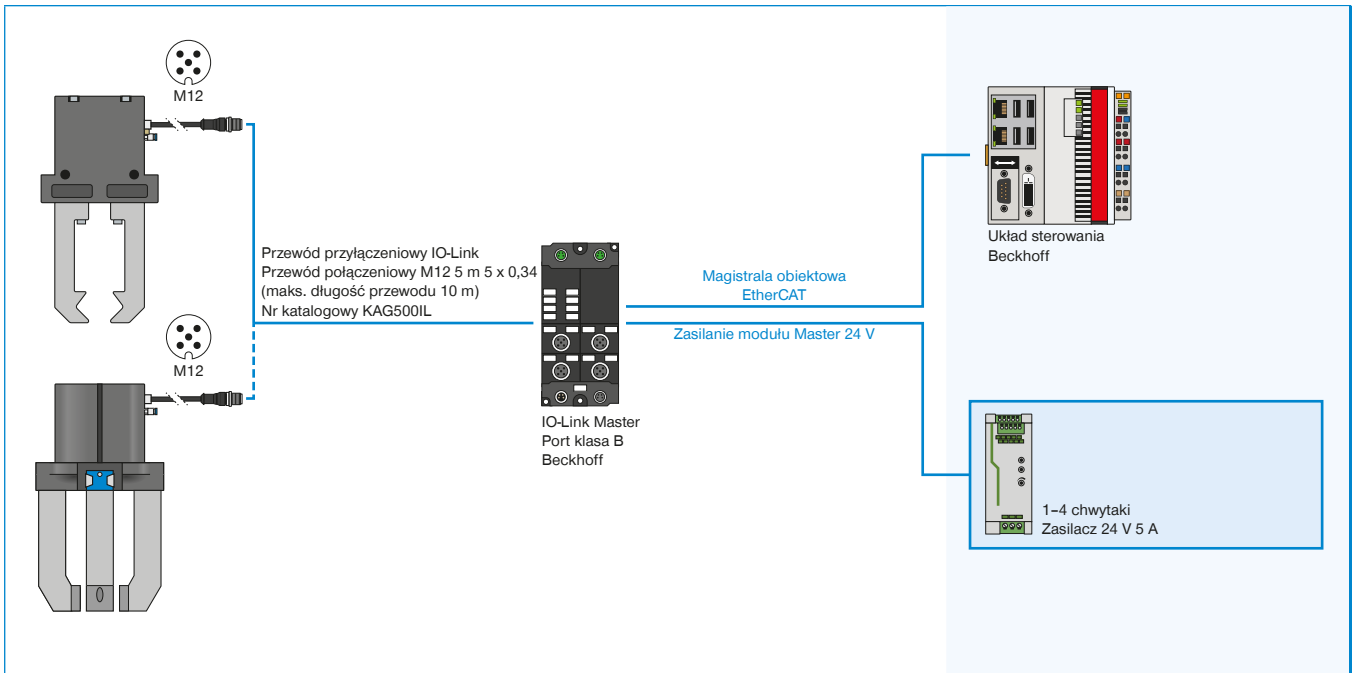 M12
Przewód przyłączeniowy IO-Link
Przewód połączeniowy M12 5 m 5 x 0,34
(maks. długość przewodu 10 m)
Nr katalogowy KAG500IL
M12
IO-Link Master
Port klasa B
Beckhoff
Magistrala obiektowa
EtherCAT
Zasilanie modułu Master 24 V
Układ sterowania
Beckhoff
1–4 chwytaki
Zasilacz 24 V 5 A